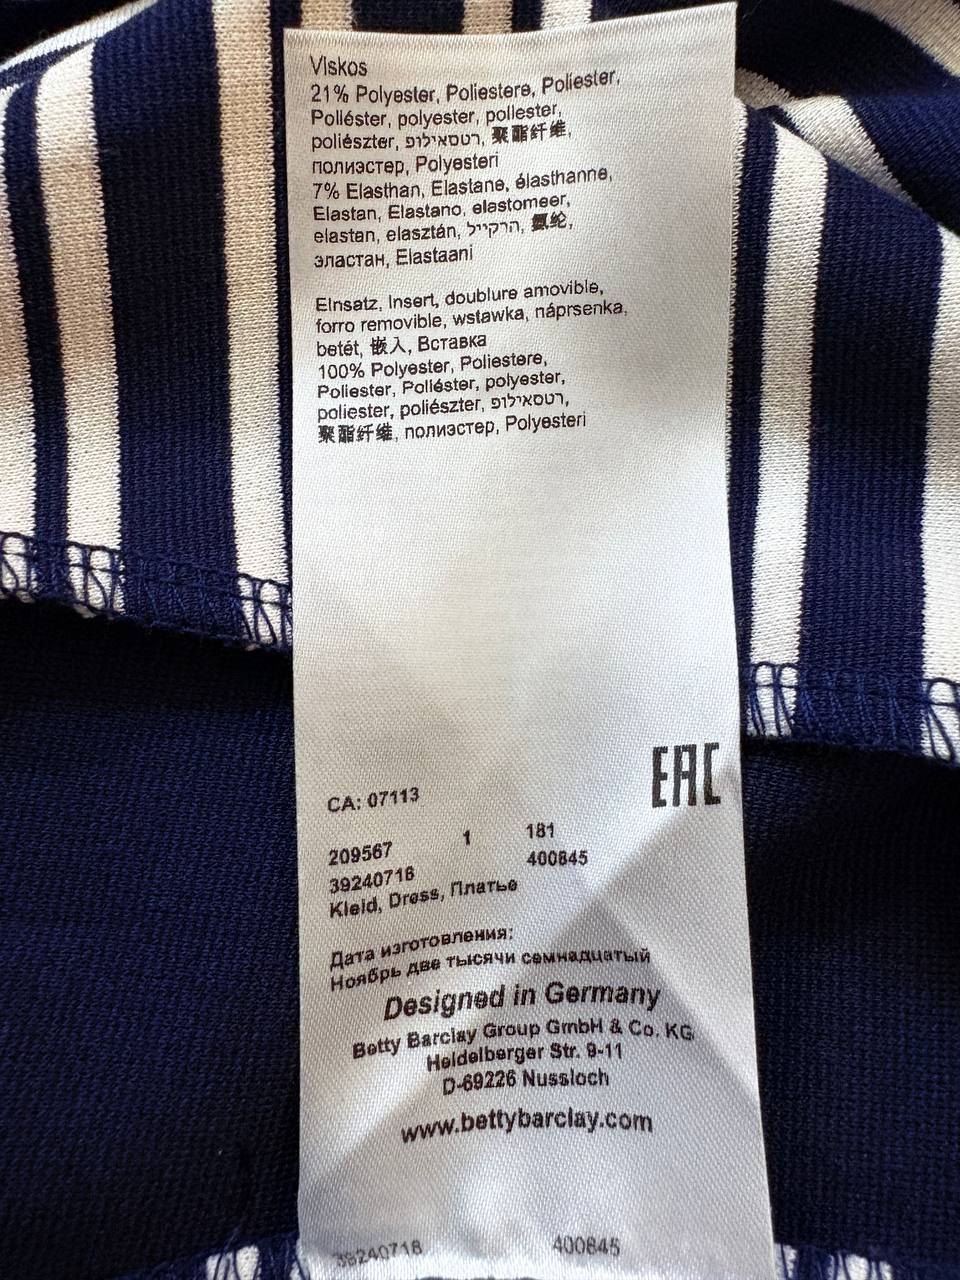 Viskos
21% Polyester, Poliestere, Poliester,
Poliéster, polyester, poliester,
poliészter, רטסאילופ, 聚酯纤维,
полиэстер, Polyesteri
7% Elasthan, Elastane, élasthanne,
Elastan, Elastano, elastomeer,
elastan, elasztán, הרקייל, 氨纶,
эластан, Elastaani
Einsatz, Insert, doublure amovible,
forro removible, wstawka, náprsenka,
betét, 嵌入, Вставка
100% Polyester, Poliestere,
Poliester, Poliéster, polyester,
poliester, poliészter, רטסאילופ,
聚酯纤维, полиэстер, Polyesteri
EAC
CA: 07113
209567 1 181
39240716 400845
Kleid, Dress, Платье
Дата изготовления:
Ноябрь две тысячи семнадцатый
Designed in Germany
Betty Barclay Group GmbH & Co. KG
Heidelberger Str. 9-11
D-69226 Nussloch
www.bettybarclay.com
39240716 400845